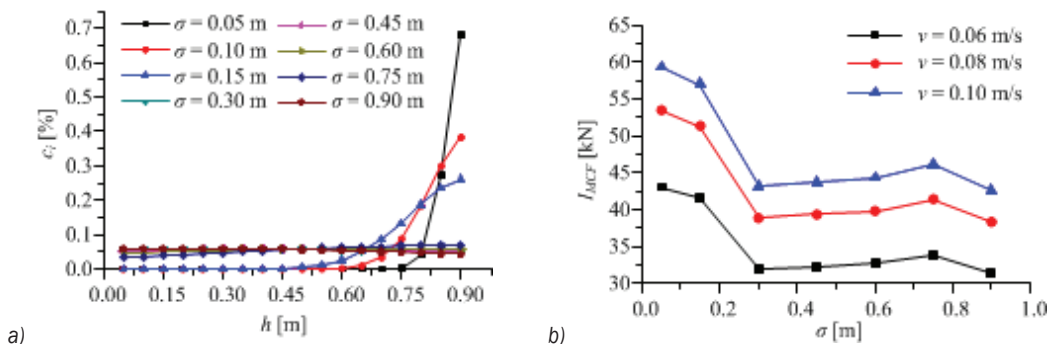 0.7
0.6
0.5
0.4
0.3
0.2
0.1
0.0
c_i [%]
σ = 0.05 m
σ = 0.10 m
σ = 0.15 m
σ = 0.30 m
σ = 0.45 m
σ = 0.60 m
σ = 0.75 m
σ = 0.90 m
0.00 0.15 0.30 0.45 0.60 0.75 0.90
h [m]
a)
65
60
55
50
45
40
35
30
I_MCF [kN]
v = 0.06 m/s
v = 0.08 m/s
v = 0.10 m/s
0.0 0.2 0.4 0.6 0.8 1.0
σ [m]
b)